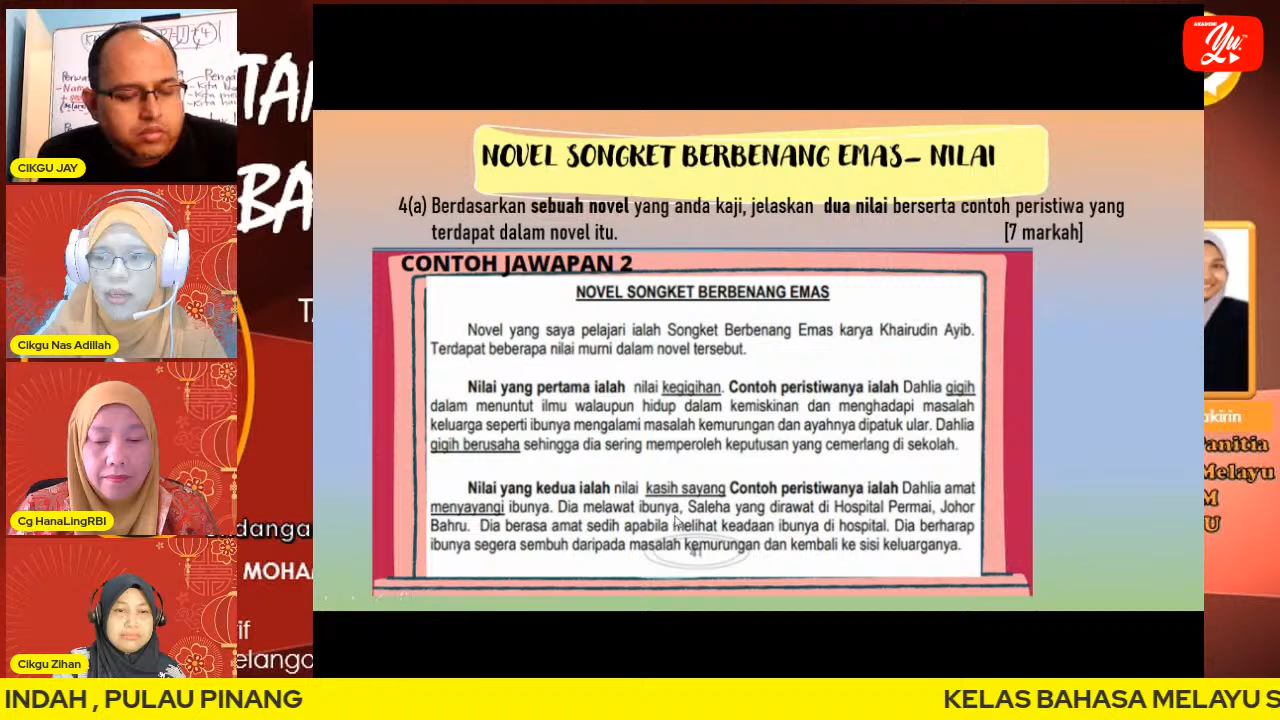 AKADEMI
Yu.
CIKGU JAY
Cikgu Nas Adillah
Cg HanaLingRBI
Cikgu Zihan
NOVEL SONGKET BERBENANG EMAS– NILAI
4(a) Berdasarkan sebuah novel yang anda kaji, jelaskan dua nilai berserta contoh peristiwa yang
terdapat dalam novel itu. [7 markah]
CONTOH JAWAPAN 2
NOVEL SONGKET BERBENANG EMAS
Novel yang saya pelajari ialah Songket Berbenang Emas karya Khairudin Ayib.
Terdapat beberapa nilai murni dalam novel tersebut.
Nilai yang pertama ialah nilai kegigihan. Contoh peristiwanya ialah Dahlia gigih
dalam menuntut ilmu walaupun hidup dalam kemiskinan dan menghadapi masalah
keluarga seperti ibunya mengalami masalah kemurungan dan ayahnya dipatuk ular. Dahlia
gigih berusaha sehingga dia sering memperoleh keputusan yang cemerlang di sekolah.
Nilai yang kedua ialah nilai kasih sayang Contoh peristiwanya ialah Dahlia amat
menyayangi ibunya. Dia melawat ibunya, Saleha yang dirawat di Hospital Permai, Johor
Bahru. Dia berasa amat sedih apabila melihat keadaan ibunya di hospital. Dia berharap
ibunya segera sembuh daripada masalah kemurungan dan kembali ke sisi keluarganya.
41
INDAH , PULAU PINANG
KELAS BAHASA MELAYU S